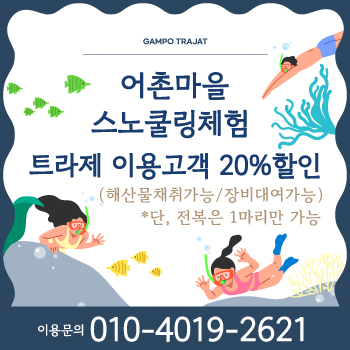 GAMPO TRAJAT
어촌마을
스노쿨링체험
트라제 이용고객 20%할인
(해산물채취가능/장비대여가능)
*단, 전복은 1마리만 가능
이용문의 010-4019-2621